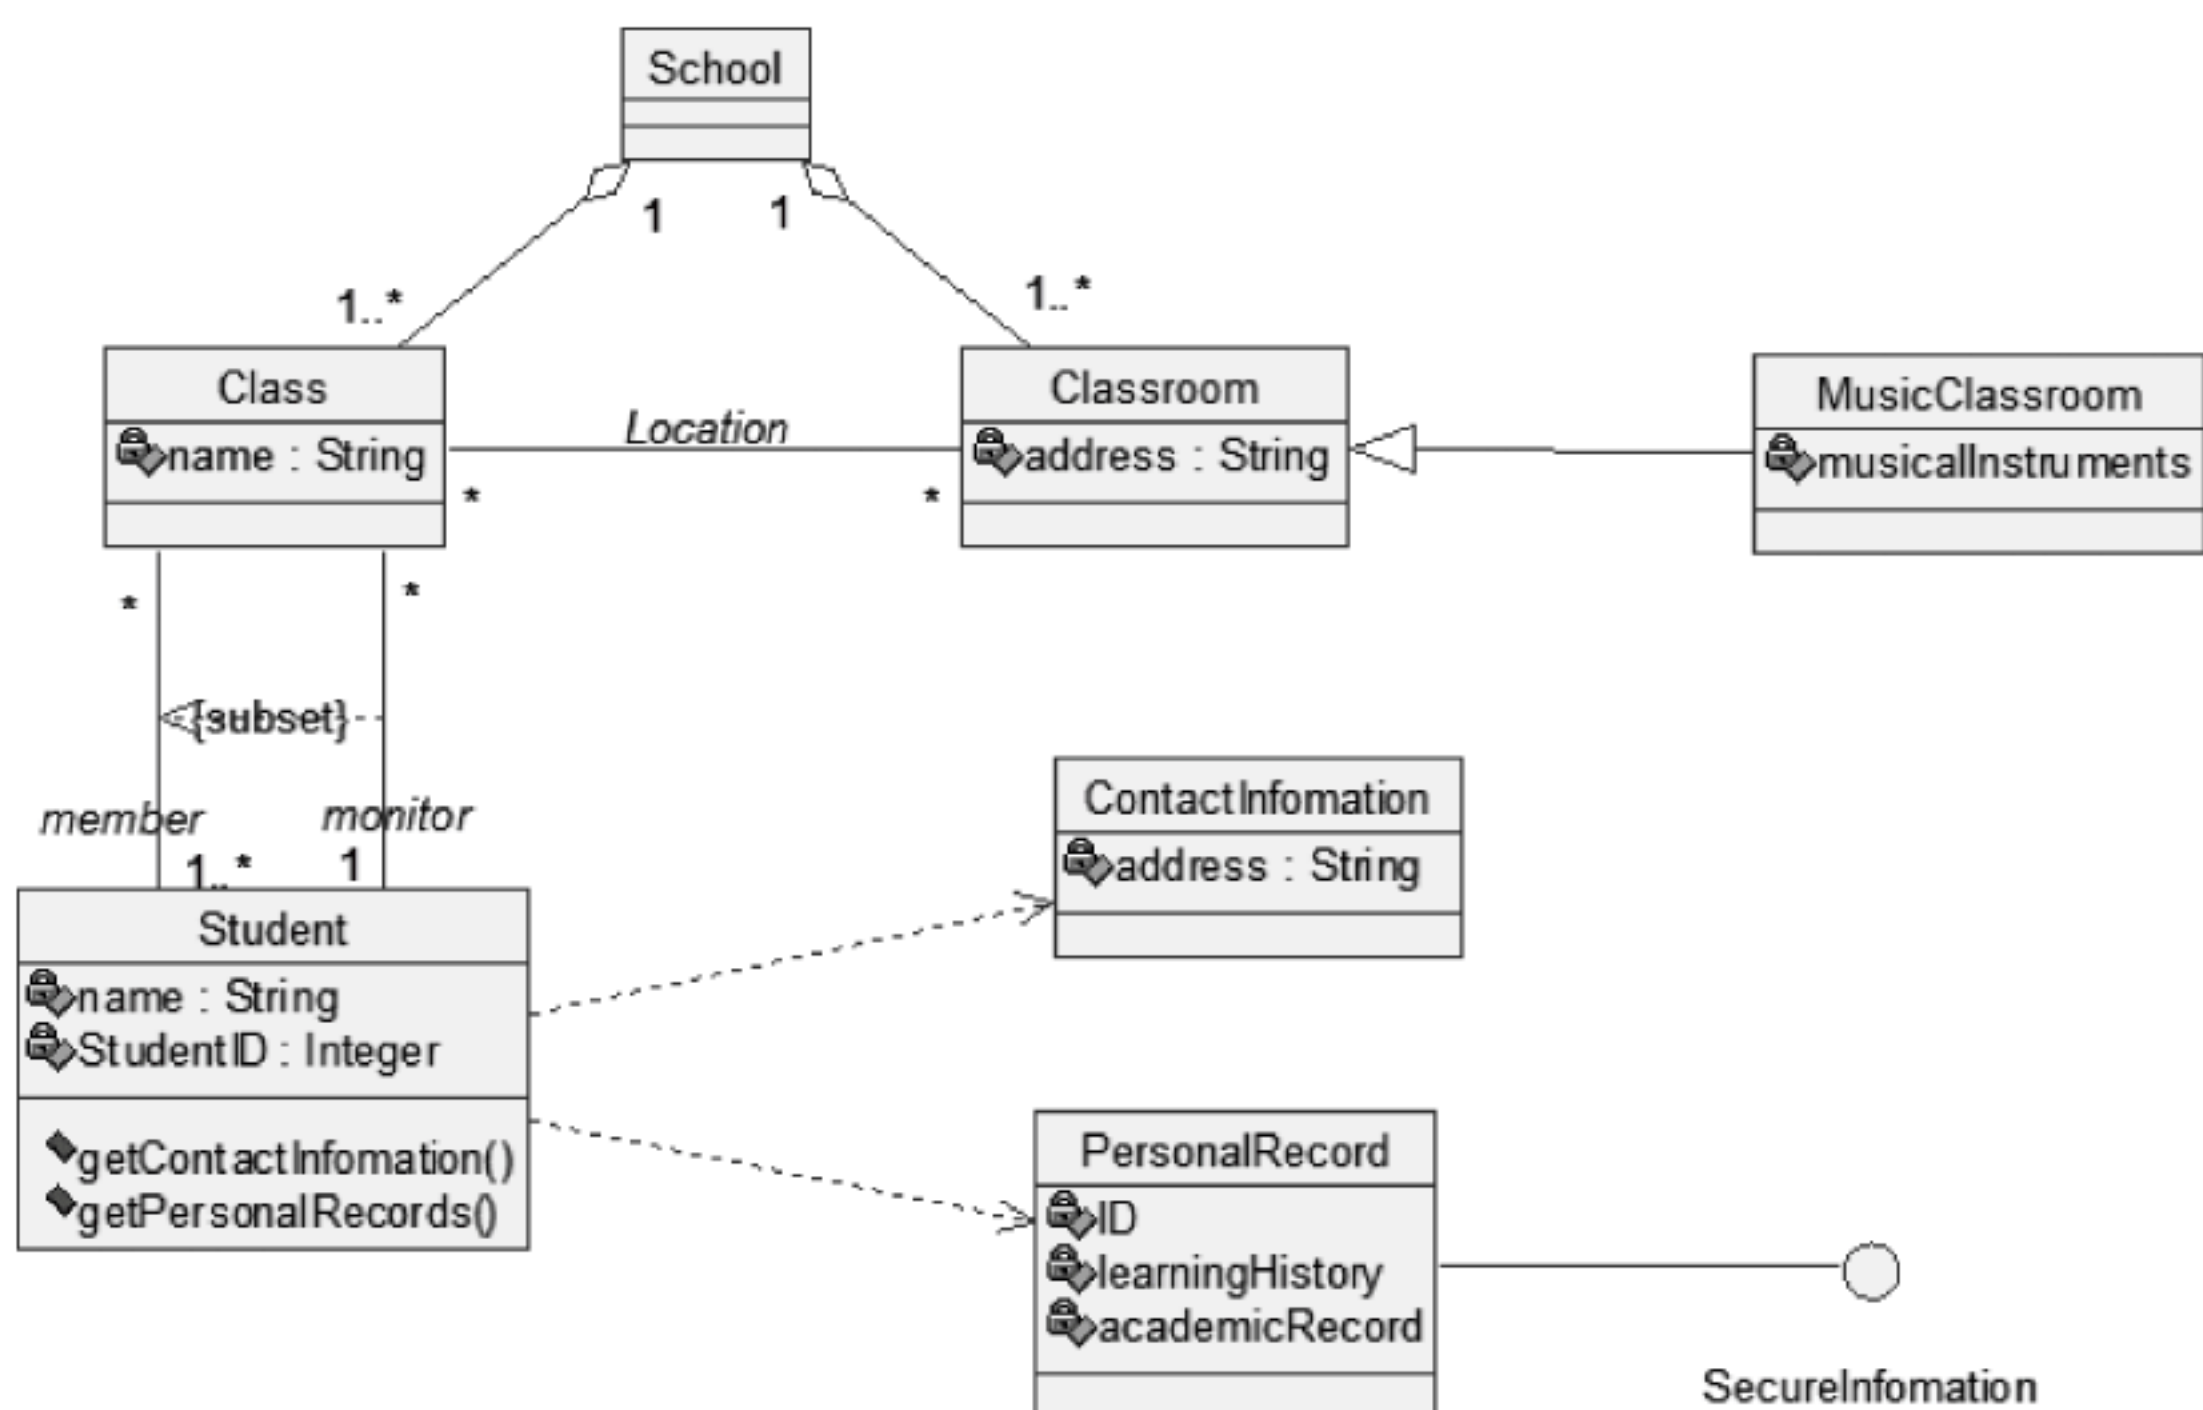 School
1
1
1..*
1..*
Class
name : String
Location
*
*
Classroom
address : String
MusicClassroom
musicalInstruments
*
*
{subset}
member
monitor
1..*
1
Student
name : String
StudentID : Integer
getContactInfomation()
getPersonalRecords()
ContactInfomation
address : String
PersonalRecord
ID
learningHistory
academicRecord
SecureInfomation